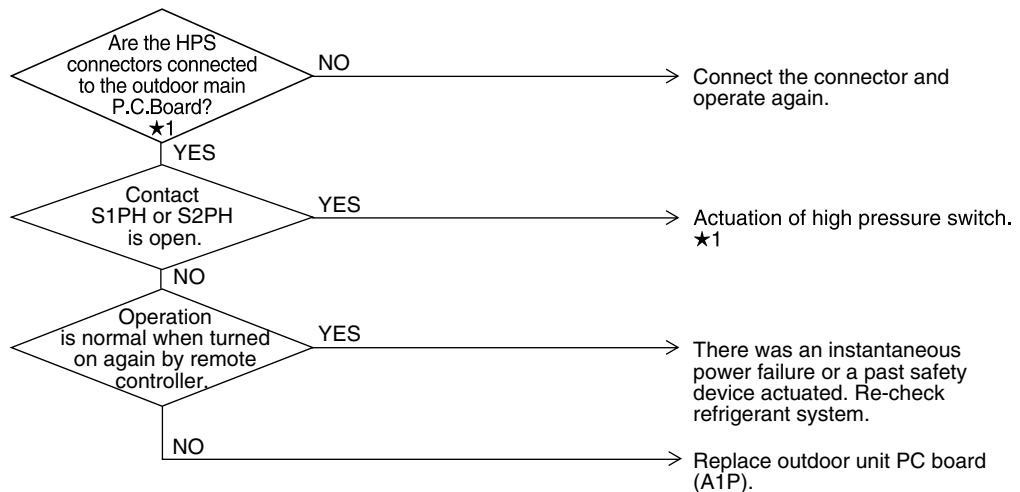 Are the HPS
connectors connected
to the outdoor main
P.C.Board?
★1
NO
Connect the connector and
operate again.
YES
Contact
S1PH or S2PH
is open.
YES
Actuation of high pressure switch.
★1
NO
Operation
is normal when turned
on again by remote
controller.
YES
There was an instantaneous
power failure or a past safety
device actuated. Re-check
refrigerant system.
NO
Replace outdoor unit PC board
(A1P).